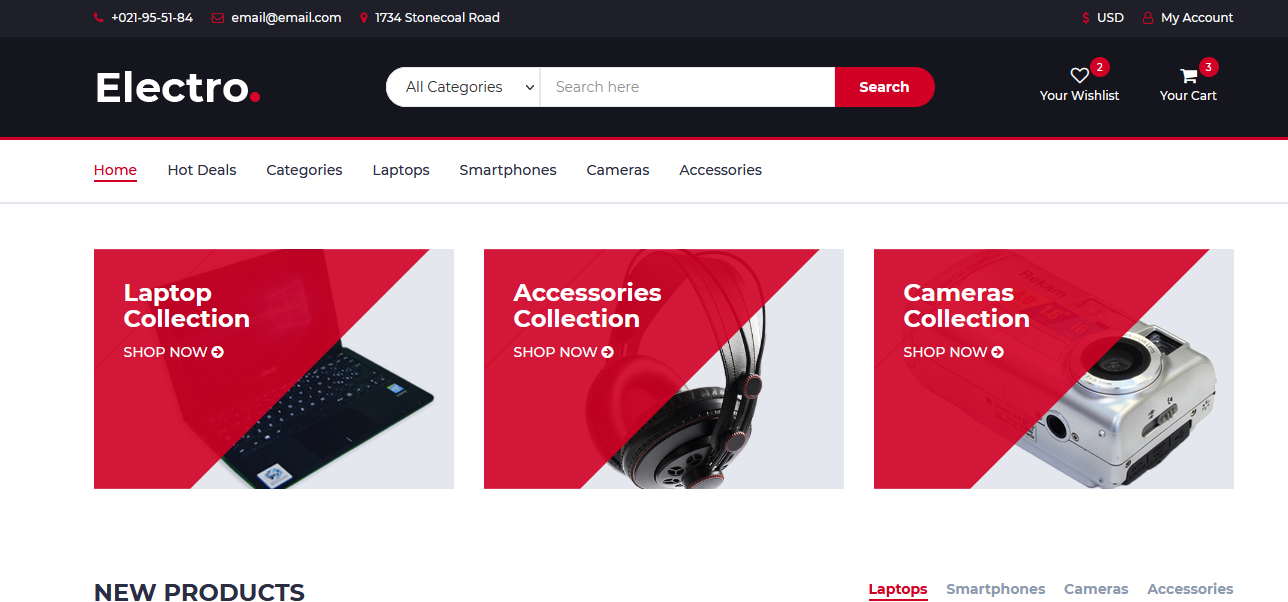 +021-95-51-84 email@email.com 1734 Stonecoal Road $ USD My Account
Electro.
All Categories Search here Search
2 3
Your Wishlist Your Cart
Home Hot Deals Categories Laptops Smartphones Cameras Accessories
Laptop
Collection
SHOP NOW
Accessories
Collection
SHOP NOW
Cameras
Collection
SHOP NOW
NEW PRODUCTS Laptops Smartphones Cameras Accessories